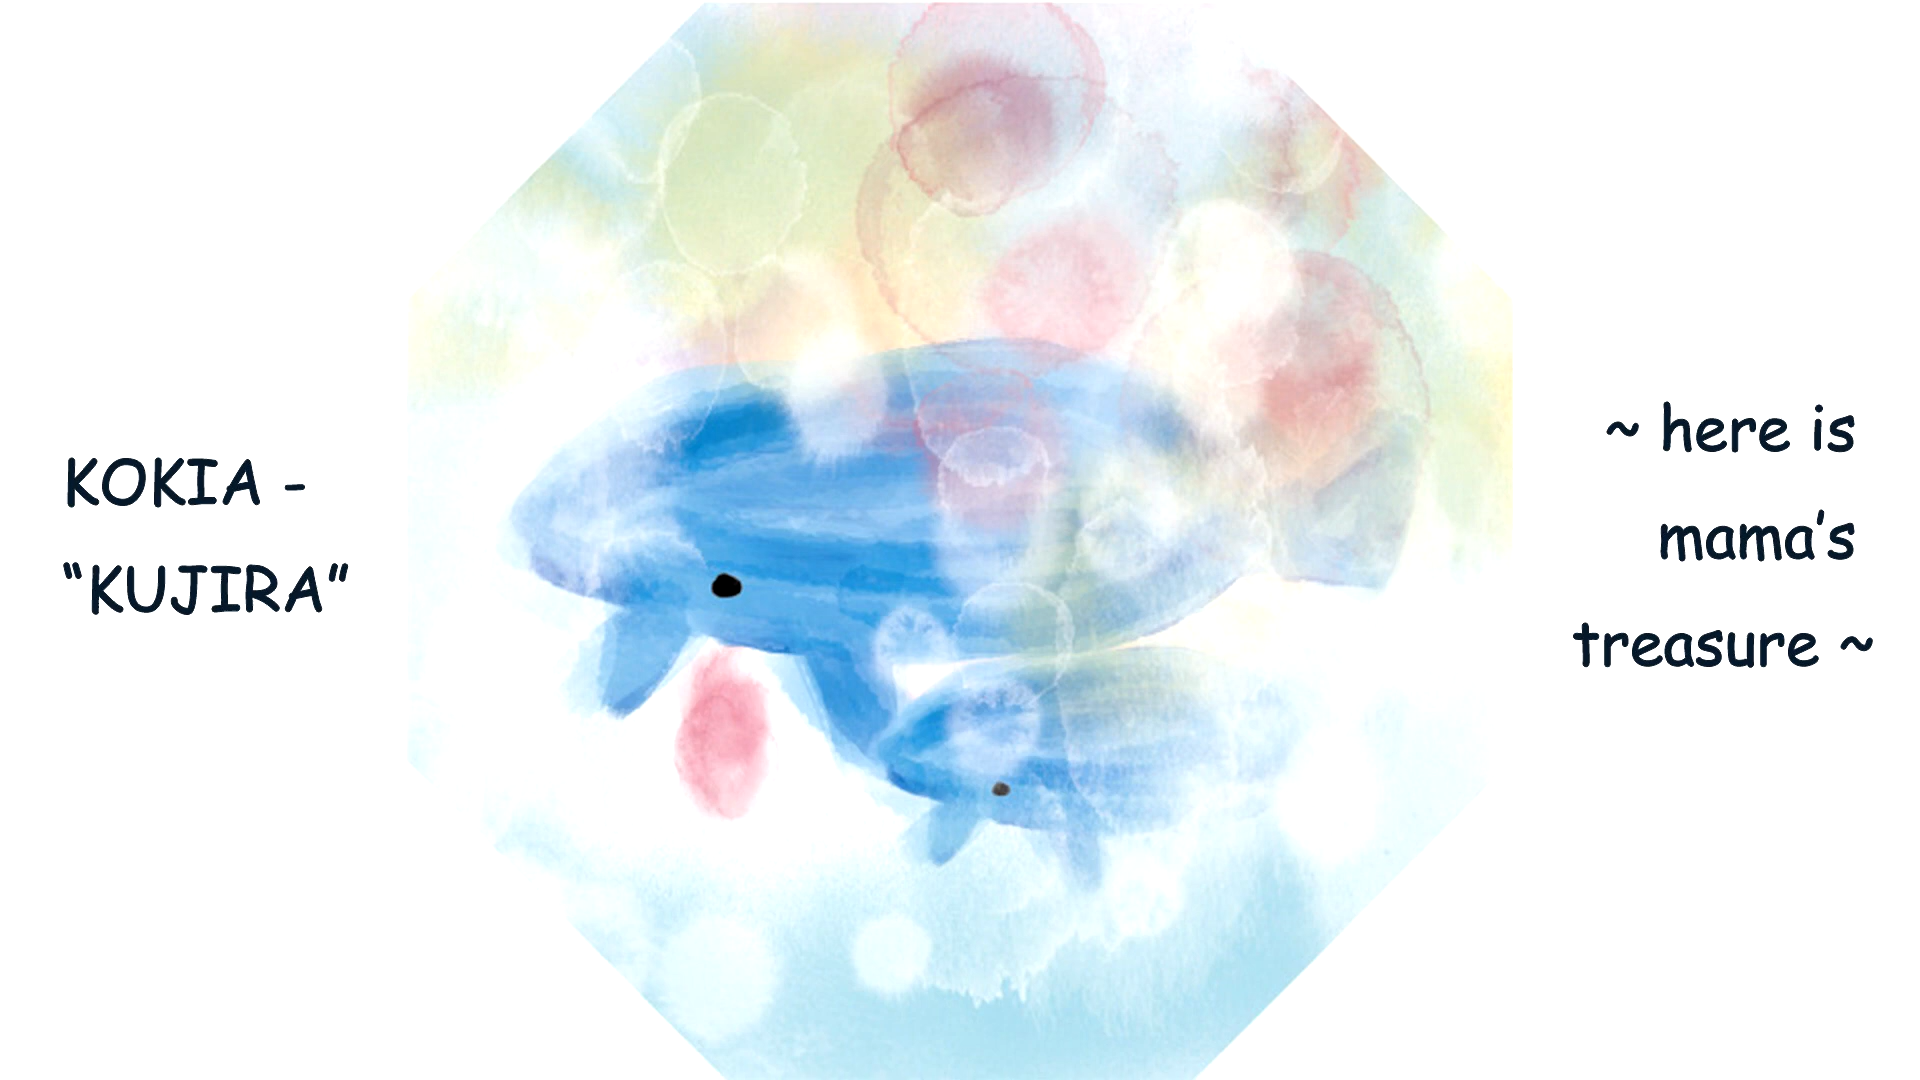 KOKIA -
“KUJIRA”
~ here is
mama’s
treasure ~